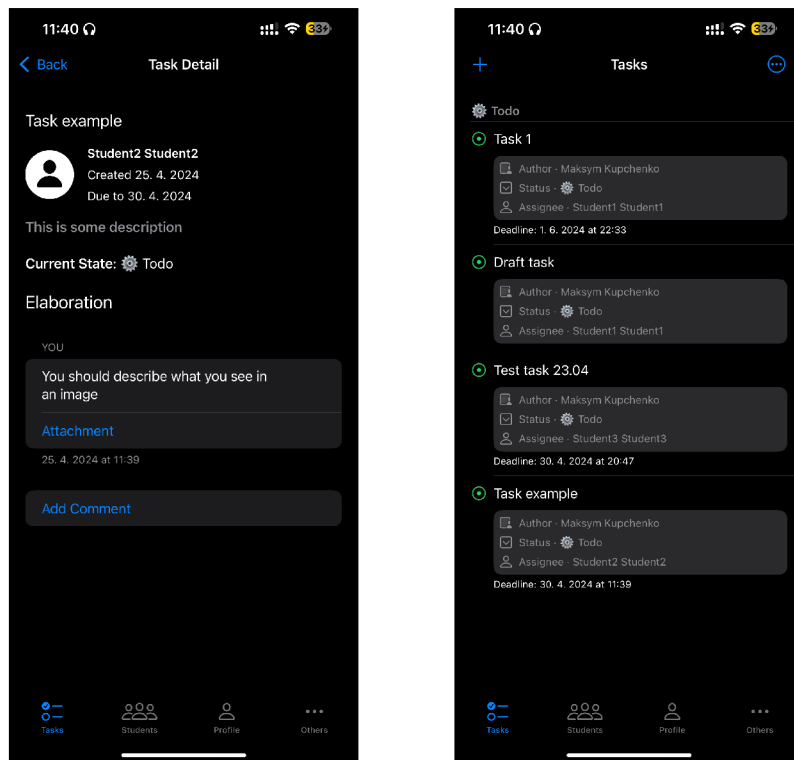 11:40
33
Back
Task Detail
Task example
Student2 Student2
Created 25. 4. 2024
Due to 30. 4. 2024
This is some description
Current State: ⚙️ Todo
Elaboration
YOU
You should describe what you see in
an image
Attachment
25. 4. 2024 at 11:39
Add Comment
Tasks
Students
Profile
Others
11:40
33
Tasks
⚙️ Todo
Task 1
Author · Maksym Kupchenko
Status · ⚙️ Todo
Assignee · Student1 Student1
Deadline: 1. 6. 2024 at 22:33
Draft task
Author · Maksym Kupchenko
Status · ⚙️ Todo
Assignee · Student1 Student1
Test task 23.04
Author · Maksym Kupchenko
Status · ⚙️ Todo
Assignee · Student3 Student3
Deadline: 30. 4. 2024 at 20:47
Task example
Author · Maksym Kupchenko
Status · ⚙️ Todo
Assignee · Student2 Student2
Deadline: 30. 4. 2024 at 11:39
Tasks
Students
Profile
Others